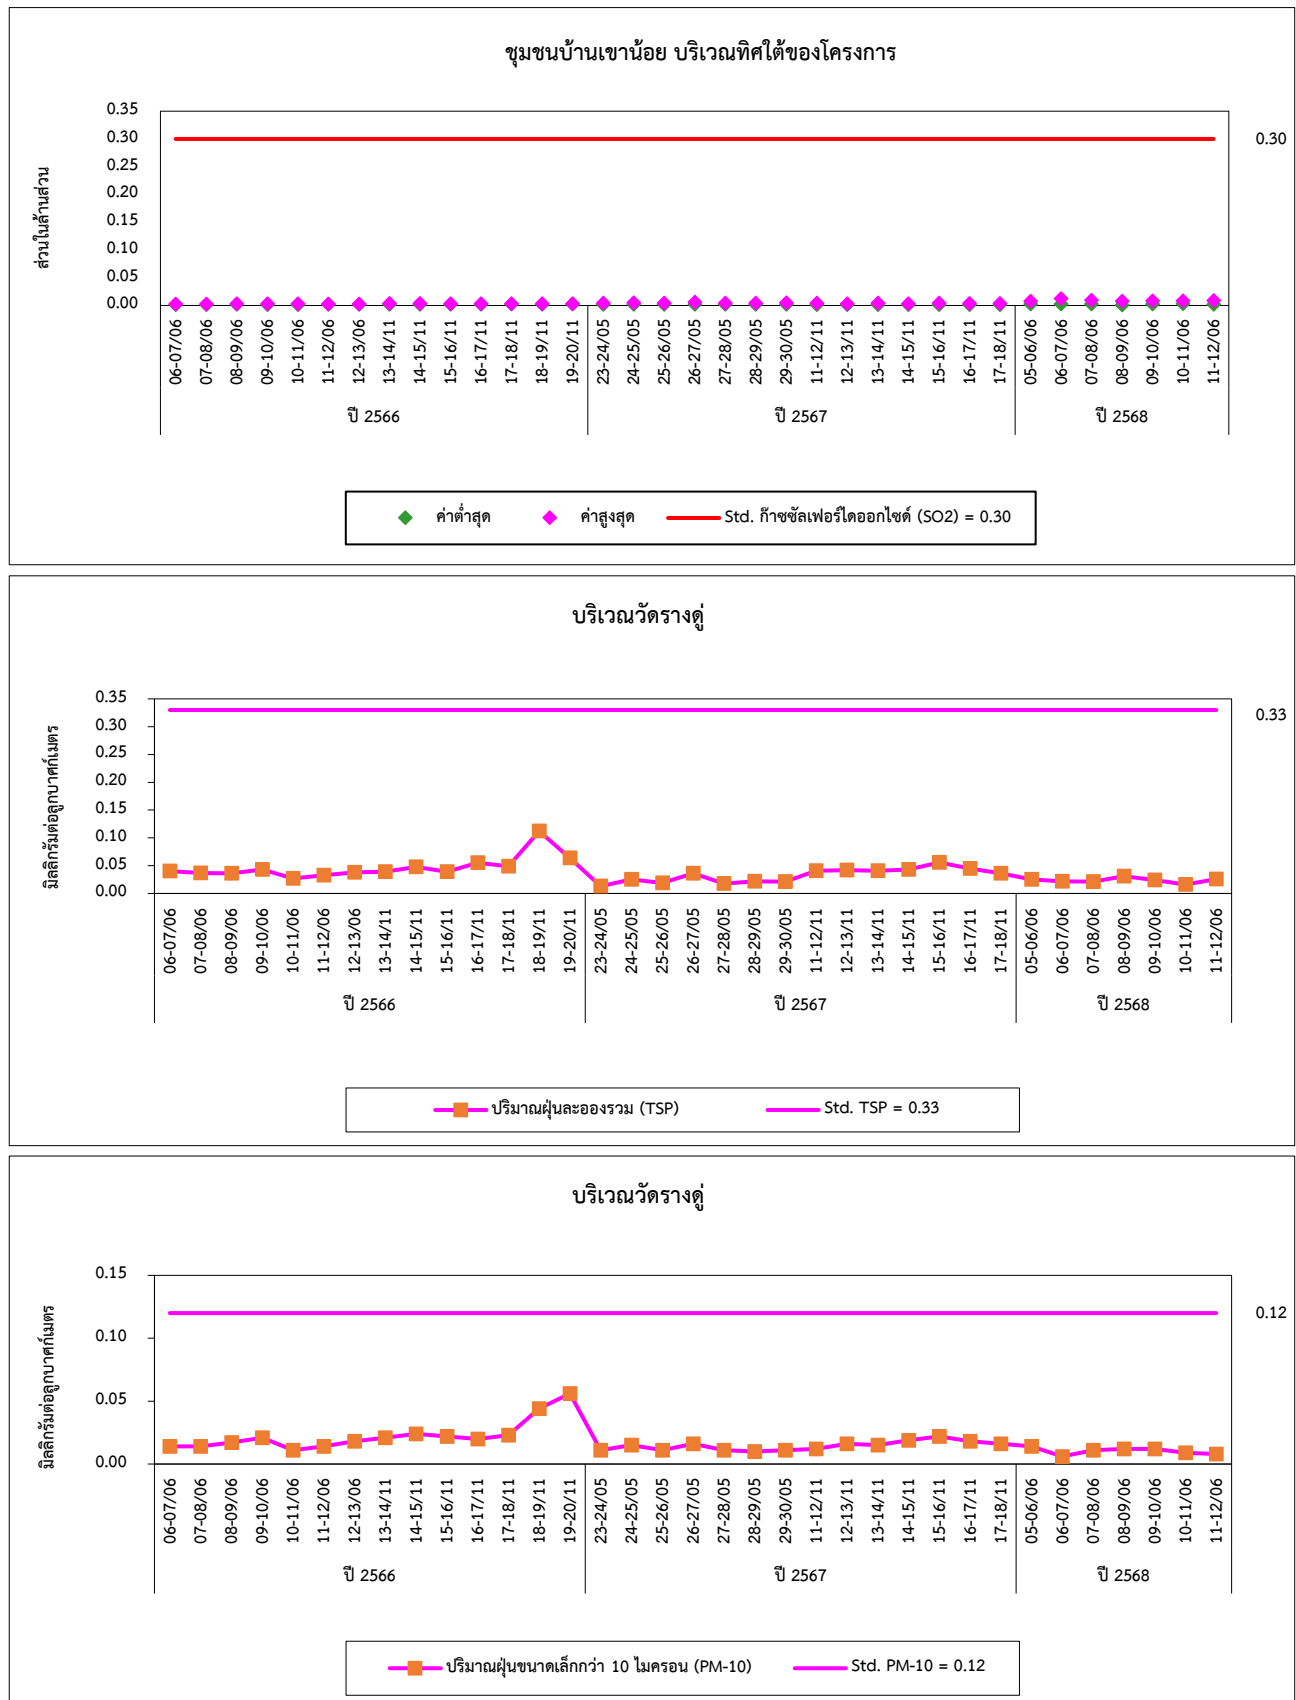 ชุมชนบ้านเขาน้อย บริเวณทิศใต้ของโครงการ
ส่วนในล้านส่วน
0.35
0.30
0.25
0.20
0.15
0.10
0.05
0.00
0.30
06-07/06 07-08/06 08-09/06 09-10/06 10-11/06 11-12/06 12-13/06 13-14/11 14-15/11 15-16/11 16-17/11 17-18/11 18-19/11 19-20/11 23-24/05 24-25/05 25-26/05 26-27/05 27-28/05 28-29/05 29-30/05 11-12/11 12-13/11 13-14/11 14-15/11 15-16/11 16-17/11 17-18/11 05-06/06 06-07/06 07-08/06 08-09/06 09-10/06 10-11/06 11-12/06
ปี 2566 ปี 2567 ปี 2568
ค่าต่ำสุด ค่าสูงสุด Std. ก๊าซซัลเฟอร์ไดออกไซด์ (SO2) = 0.30
บริเวณวัดรางดู่
มิลลิกรัมต่อลูกบาศก์เมตร
0.35
0.30
0.25
0.20
0.15
0.10
0.05
0.00
0.33
06-07/06 07-08/06 08-09/06 09-10/06 10-11/06 11-12/06 12-13/06 13-14/11 14-15/11 15-16/11 16-17/11 17-18/11 18-19/11 19-20/11 23-24/05 24-25/05 25-26/05 26-27/05 27-28/05 28-29/05 29-30/05 11-12/11 12-13/11 13-14/11 14-15/11 15-16/11 16-17/11 17-18/11 05-06/06 06-07/06 07-08/06 08-09/06 09-10/06 10-11/06 11-12/06
ปี 2566 ปี 2567 ปี 2568
ปริมาณฝุ่นละอองรวม (TSP) Std. TSP = 0.33
บริเวณวัดรางดู่
มิลลิกรัมต่อลูกบาศก์เมตร
0.15
0.10
0.05
0.00
0.12
06-07/06 07-08/06 08-09/06 09-10/06 10-11/06 11-12/06 12-13/06 13-14/11 14-15/11 15-16/11 16-17/11 17-18/11 18-19/11 19-20/11 23-24/05 24-25/05 25-26/05 26-27/05 27-28/05 28-29/05 29-30/05 11-12/11 12-13/11 13-14/11 14-15/11 15-16/11 16-17/11 17-18/11 05-06/06 06-07/06 07-08/06 08-09/06 09-10/06 10-11/06 11-12/06
ปี 2566 ปี 2567 ปี 2568
ปริมาณฝุ่นขนาดเล็กกว่า 10 ไมครอน (PM-10) Std. PM-10 = 0.12